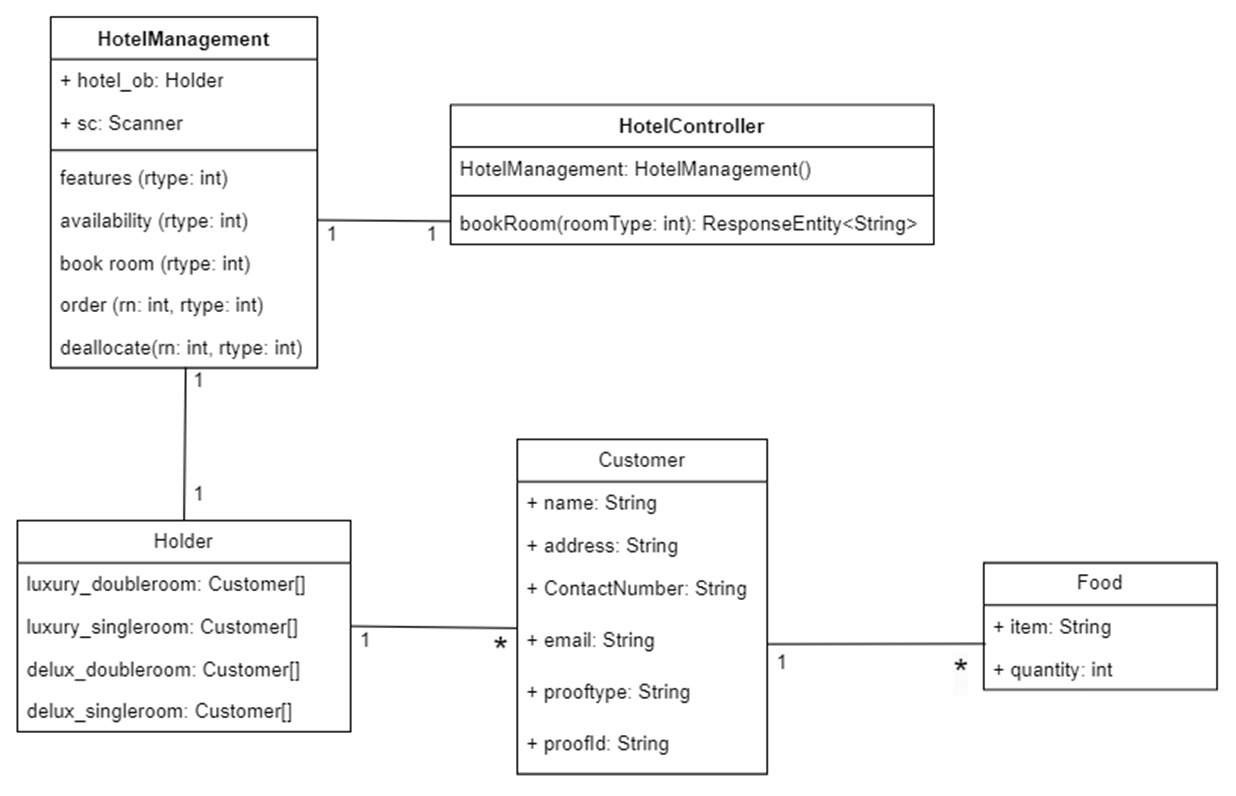 HotelManagement
+ hotel_ob: Holder
+ sc: Scanner
features (rtype: int)
availability (rtype: int)
book room (rtype: int)
order (rn: int, rtype: int)
deallocate(rn: int, rtype: int)
HotelController
HotelManagement: HotelManagement()
bookRoom(roomType: int): ResponseEntity<String>
1
1
1
1
Holder
luxury_doubleroom: Customer[]
luxury_singleroom: Customer[]
delux_doubleroom: Customer[]
delux_singleroom: Customer[]
1
*
Customer
+ name: String
+ address: String
+ ContactNumber: String
+ email: String
+ prooftype: String
+ proofId: String
1
*
Food
+ item: String
+ quantity: int